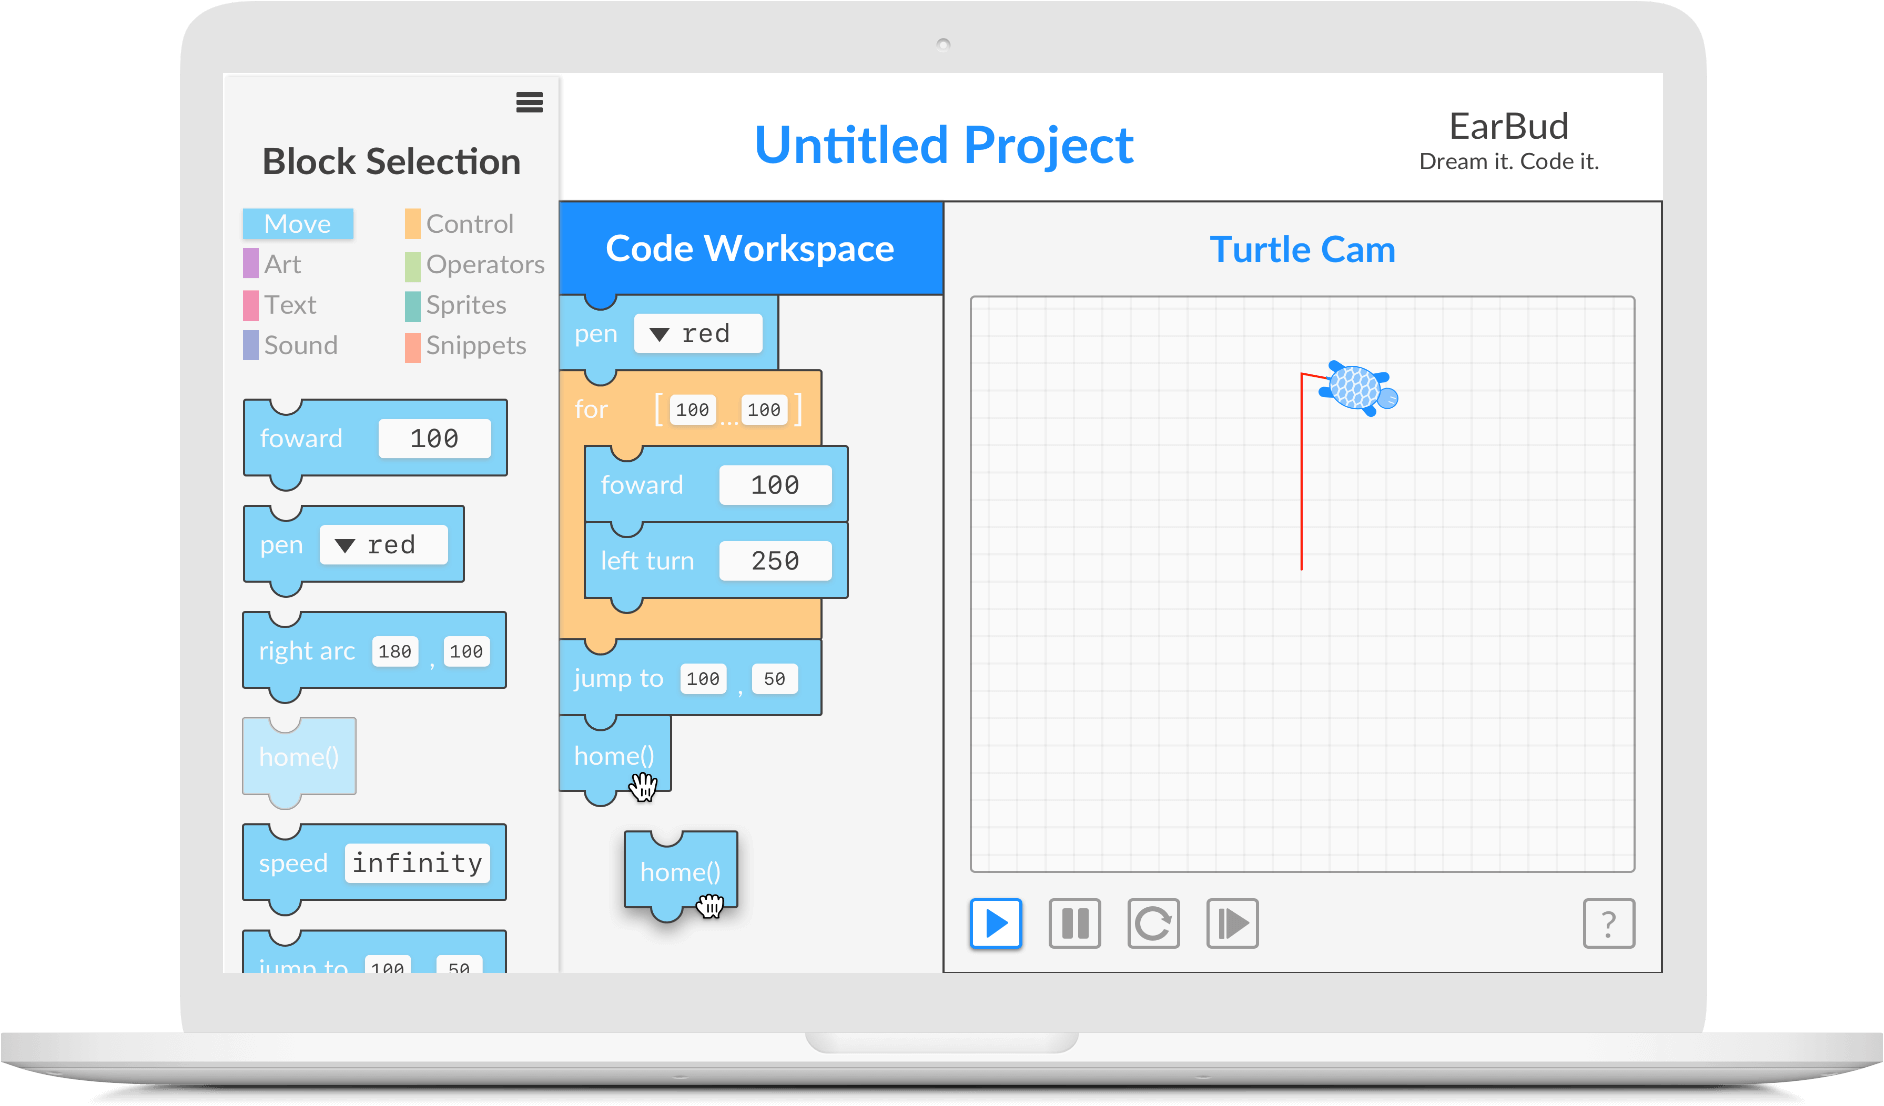 Block Selection
Move
Control
Art
Operators
Text
Sprites
Sound
Snippets
foward 100
pen red
right arc 180 , 100
home()
speed infinity
jump to 100 50
Untitled Project
EarBud
Dream it. Code it.
Code Workspace
pen red
for [ 100 ... 100 ]
foward 100
left turn 250
jump to 100 , 50
home()
home()
Turtle Cam
?